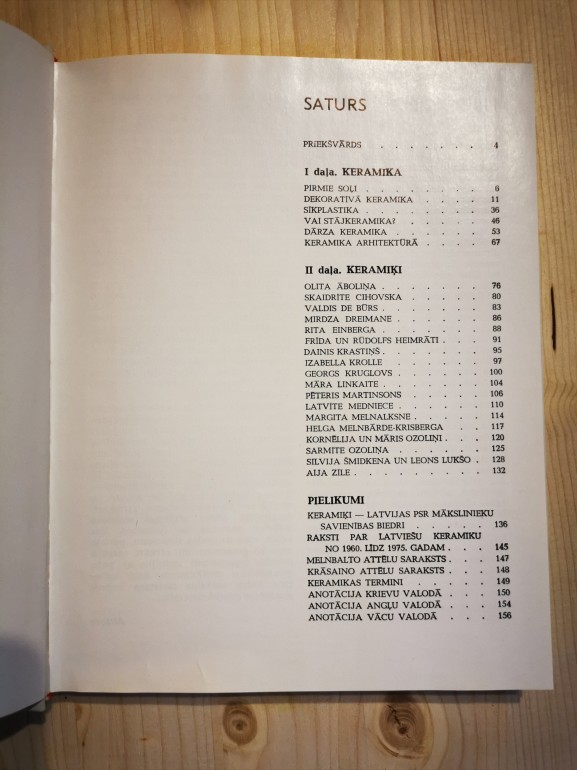 SATURS
PRIEKŠVĀRDS . . . . . . . 4
I daļa. KERAMIKA
PIRMIE SOĻI . . . . . . . . 6
DEKORATĪVĀ KERAMIKA . . . . . 11
SĪKPLASTIKA . . . . . . . . 36
VAI STĀJKERAMIKA? . . . . . . 46
DĀRZA KERAMIKA . . . . . . 53
KERAMIKA ARHITEKTŪRĀ . . . . 67
II daļa. KERAMIĶI
OLITA ĀBOLIŅA . . . . . . . 76
SKAIDRITE CIHOVSKA . . . . . 80
VALDIS DE BŪRS . . . . . . . 83
MIRDZA DREIMANE . . . . . . 86
RITA EINBERGA . . . . . . . 88
FRĪDA UN RŪDOLFS HEIMRĀTI . . . 91
DAINIS KRASTIŅŠ . . . . . . 95
IZABELLA KROLLE . . . . . . 97
GEORGS KRUGLOVS . . . . . . 100
MĀRA LINKAITE . . . . . . . 104
PĒTERIS MARTINSONS . . . . . 106
LATVĪTE MEDNIECE . . . . . . 110
MARGITA MELNALKSNE . . . . . 114
HELGA MELNBĀRDE-KRISBERGA . . . 117
KORNĒLIJA UN MĀRIS OZOLIŅI . . . 120
SARMĪTE OZOLIŅA . . . . . . 125
SILVIJA ŠMIDKENA UN LEONS LUKŠO . 128
AIJA ZĪLE . . . . . . . . 132
PIELIKUMI
KERAMIĶI — LATVIJAS PSR MĀKSLINIEKU
SAVIENĪBAS BIEDRI . . . . . 136
RAKSTI PAR LATVIEŠU KERAMIKU
NO 1960. LĪDZ 1975. GADAM . . . 145
MELNBALTO ATTĒLU SARAKSTS . . . 147
KRĀSAINO ATTĒLU SARAKSTS . . . 148
KERAMIKAS TERMINI . . . . . 149
ANOTĀCIJA KRIEVU VALODĀ . . . 150
ANOTĀCIJA ANGĻU VALODĀ . . . 154
ANOTĀCIJA VĀCU VALODĀ . . . 156